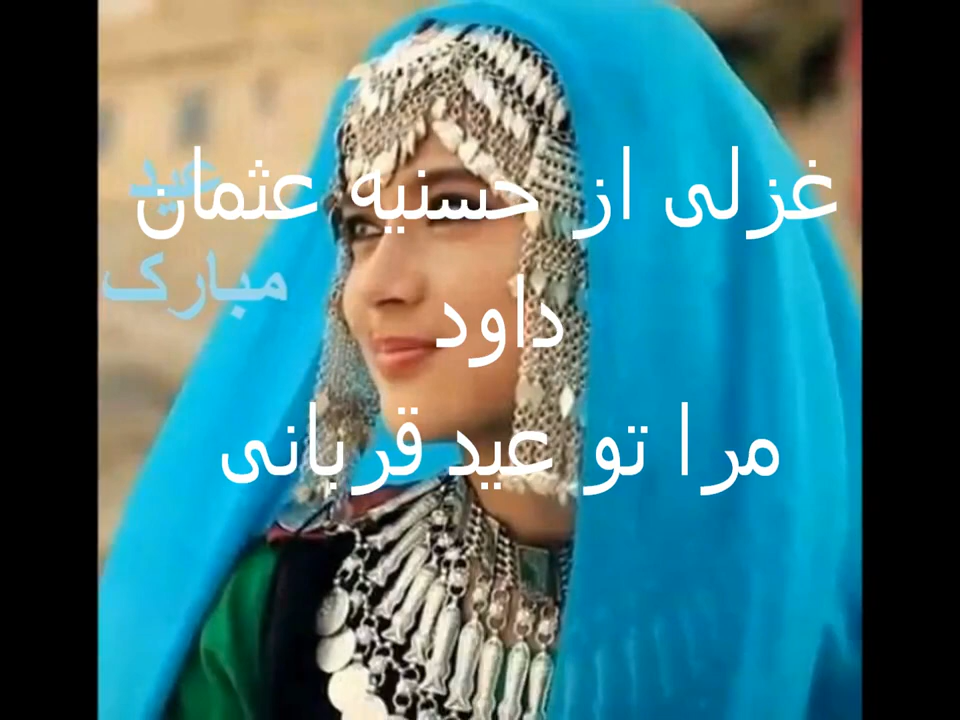 غزلی از حسنیه عثمان
داود
مرا تو عید قربانی
عید
مبارک